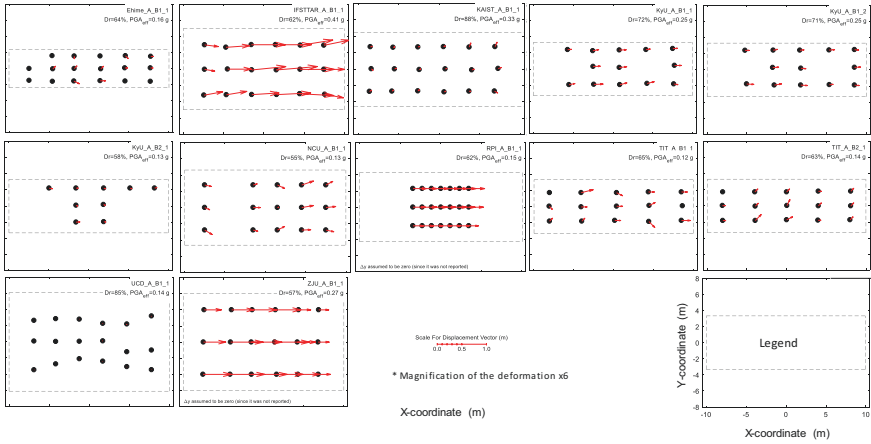 Ehime_A_B1_1
Dr=64%, PGAeff=0.16 g
IFSTTAR_A_B1_1
Dr=62%, PGAeff=0.41 g
KAIST_A_B1_1
Dr=88%, PGAeff=0.33 g
KyU_A_B1_1
Dr=72%, PGAeff=0.25 g
KyU_A_B1_2
Dr=71%, PGAeff=0.25 g
KyU_A_B2_1
Dr=58%, PGAeff=0.13 g
NCU_A_B1_1
Dr=55%, PGAeff=0.13 g
RPI_A_B1_1
Dr=62%, PGAeff=0.15 g
Δy assumed to be zero (since it was not reported)
TIT_A_B1_1
Dr=65%, PGAeff=0.12 g
TIT_A_B2_1
Dr=63%, PGAeff=0.14 g
UCD_A_B1_1
Dr=85%, PGAeff=0.14 g
ZJU_A_B1_1
Dr=57%, PGAeff=0.27 g
Δy assumed to be zero (since it was not reported)
Scale For Displacement Vector (m)
0.0 0.5 1.0
* Magnification of the deformation x6
X-coordinate (m)
Y-coordinate (m)
8
6
4
2
0
-2
-4
-6
-8
Legend
-10 -5 0 5 10
X-coordinate (m)